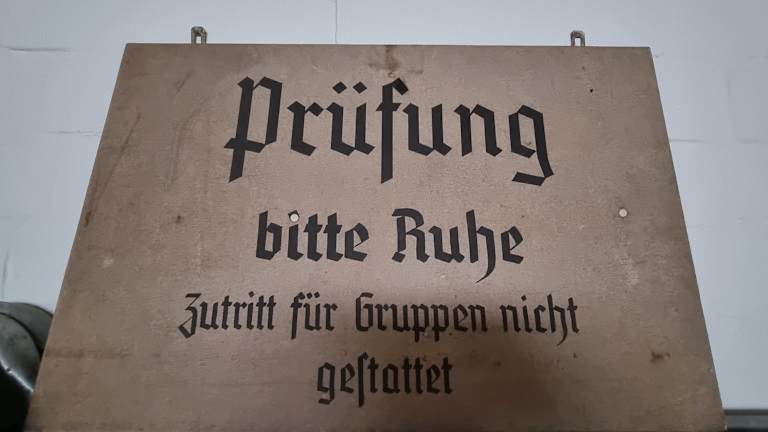 Prüfung
bitte Ruhe
Zutritt für Gruppen nicht
geſtattet